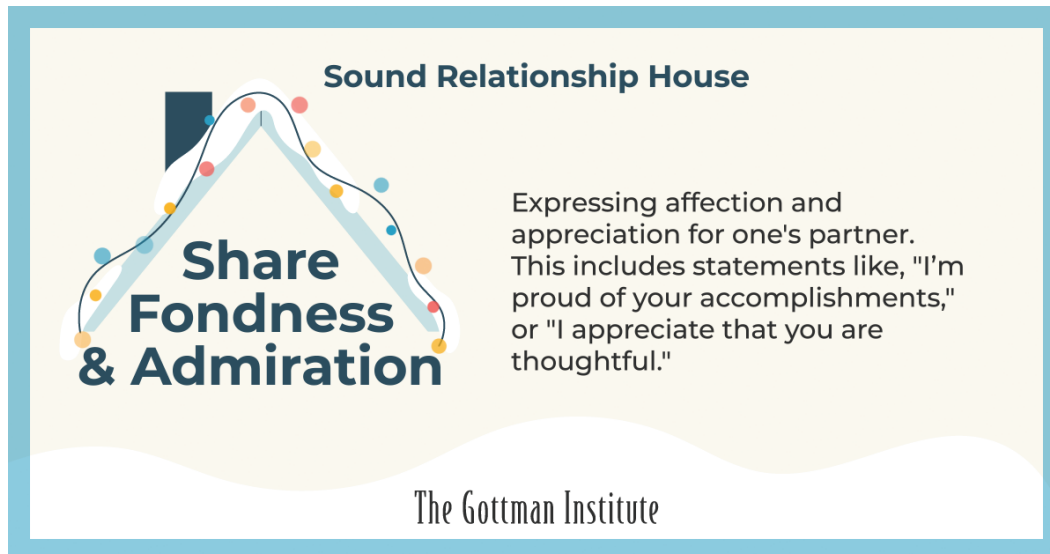 Sound Relationship House
Share
Fondness
& Admiration
Expressing affection and
appreciation for one's partner.
This includes statements like, "I’m
proud of your accomplishments,"
or "I appreciate that you are
thoughtful."
The Gottman Institute